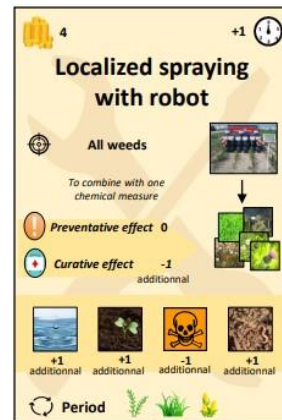 4 +1
Localized spraying
with robot
All weeds
To combine with one
chemical measure
Preventative effect 0
Curative effect -1
additionnal
+1 +1 -1 +1
additionnal additionnal additionnal additionnal
Period